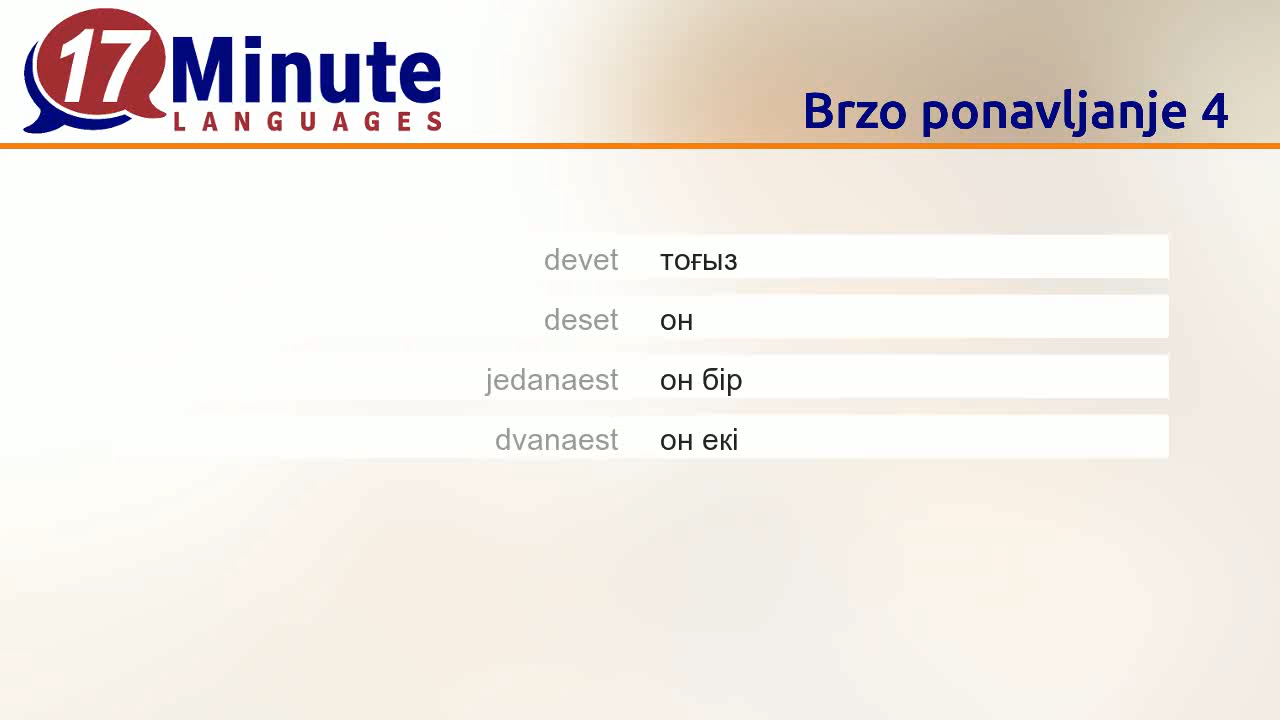 17 Minute
LANGUAGES
Brzo ponavljanje 4
devet тоғыз
deset он
jedanaest он бір
dvanaest он екі